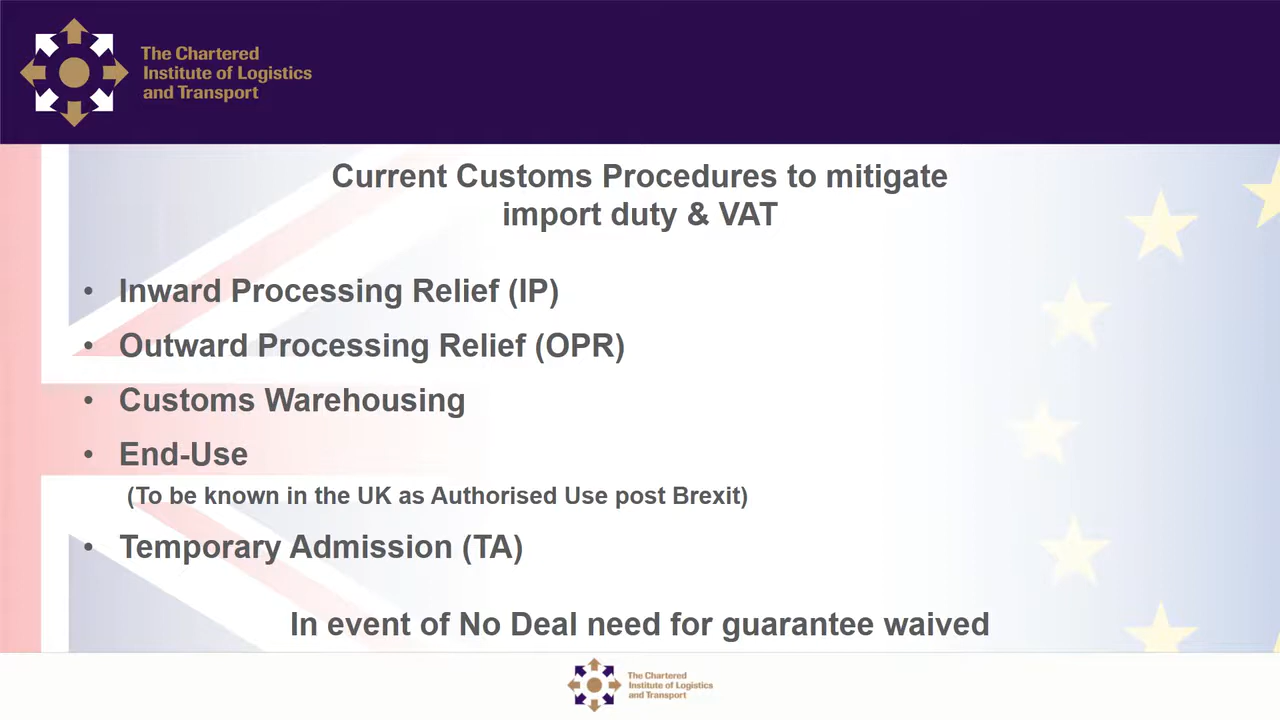 The Chartered
Institute of Logistics
and Transport
Current Customs Procedures to mitigate
import duty & VAT
• Inward Processing Relief (IP)
• Outward Processing Relief (OPR)
• Customs Warehousing
• End-Use
(To be known in the UK as Authorised Use post Brexit)
• Temporary Admission (TA)
In event of No Deal need for guarantee waived
The Chartered
Institute of Logistics
and Transport